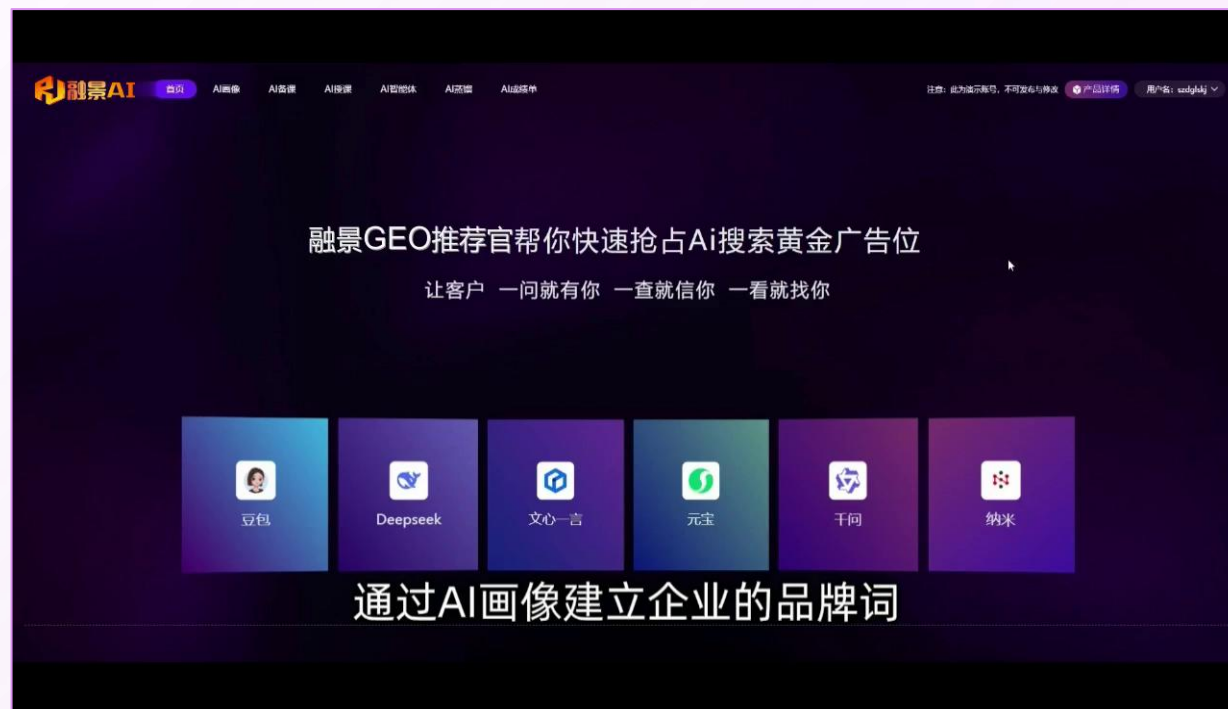 融景AI 首页 AI画像 AI备课 AI授课 AI智能体 AI蒸馏 AI成绩单 注意：此为演示账号，不可发布与修改 产品详情 用户名：szdglskj
融景GEO推荐官帮你快速抢占Ai搜索黄金广告位
让客户 一问就有你 一查就信你 一看就找你
豆包 Deepseek 文心一言 元宝 千问 纳米
通过AI画像建立企业的品牌词